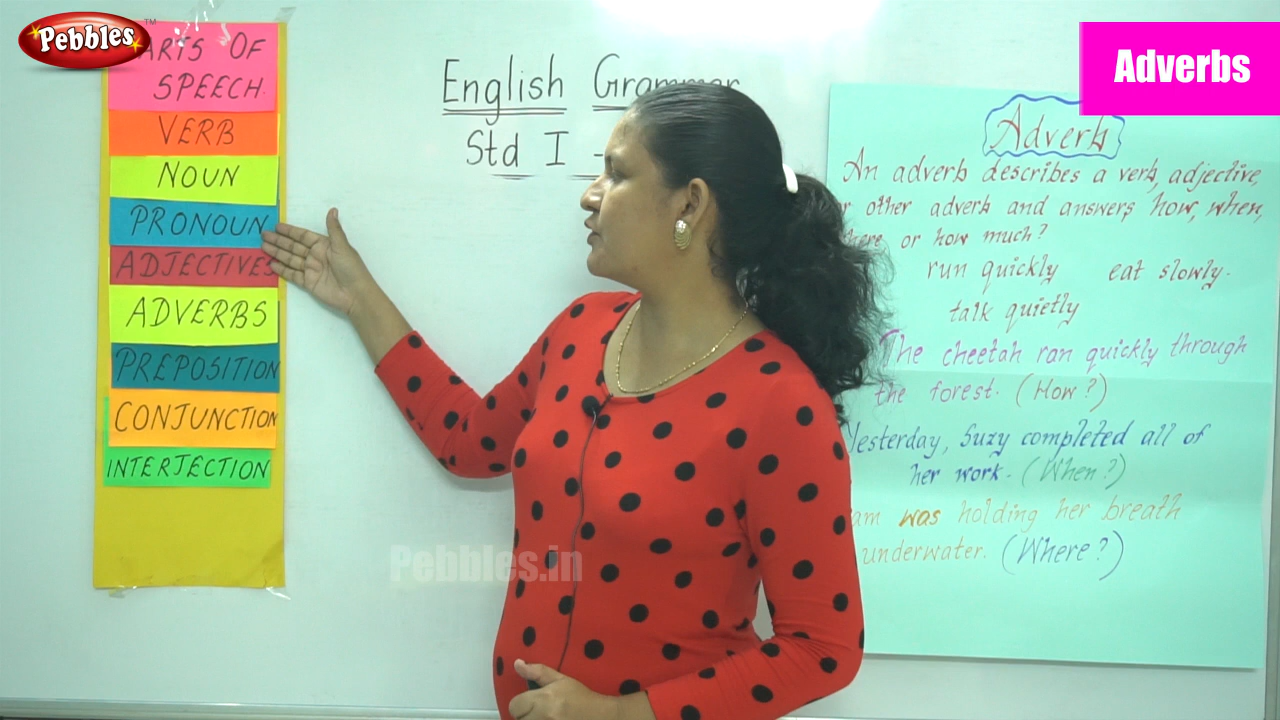 Pebbles
TM
ARTS OF
SPEECH.
VERB
NOUN
PRONOUN
ADJECTIVES
ADVERBS
PREPOSITION
CONJUNCTION
INTERJECTION
English Grammar
Std I -
Pebbles.in
Adverbs
Adverb
An adverb describes a verb, adjective,
other adverb and answers how, when,
or how much?
run quickly eat slowly.
talk quietly
The cheetah ran quickly through
the forest. (How?)
Yesterday, Suzy completed all of
her work. (When?)
am was holding her breath
underwater. (Where?)